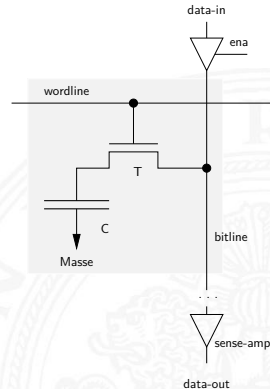 data-in
ena
wordline
T
C
bitline
Masse
. . .
sense-amp
data-out